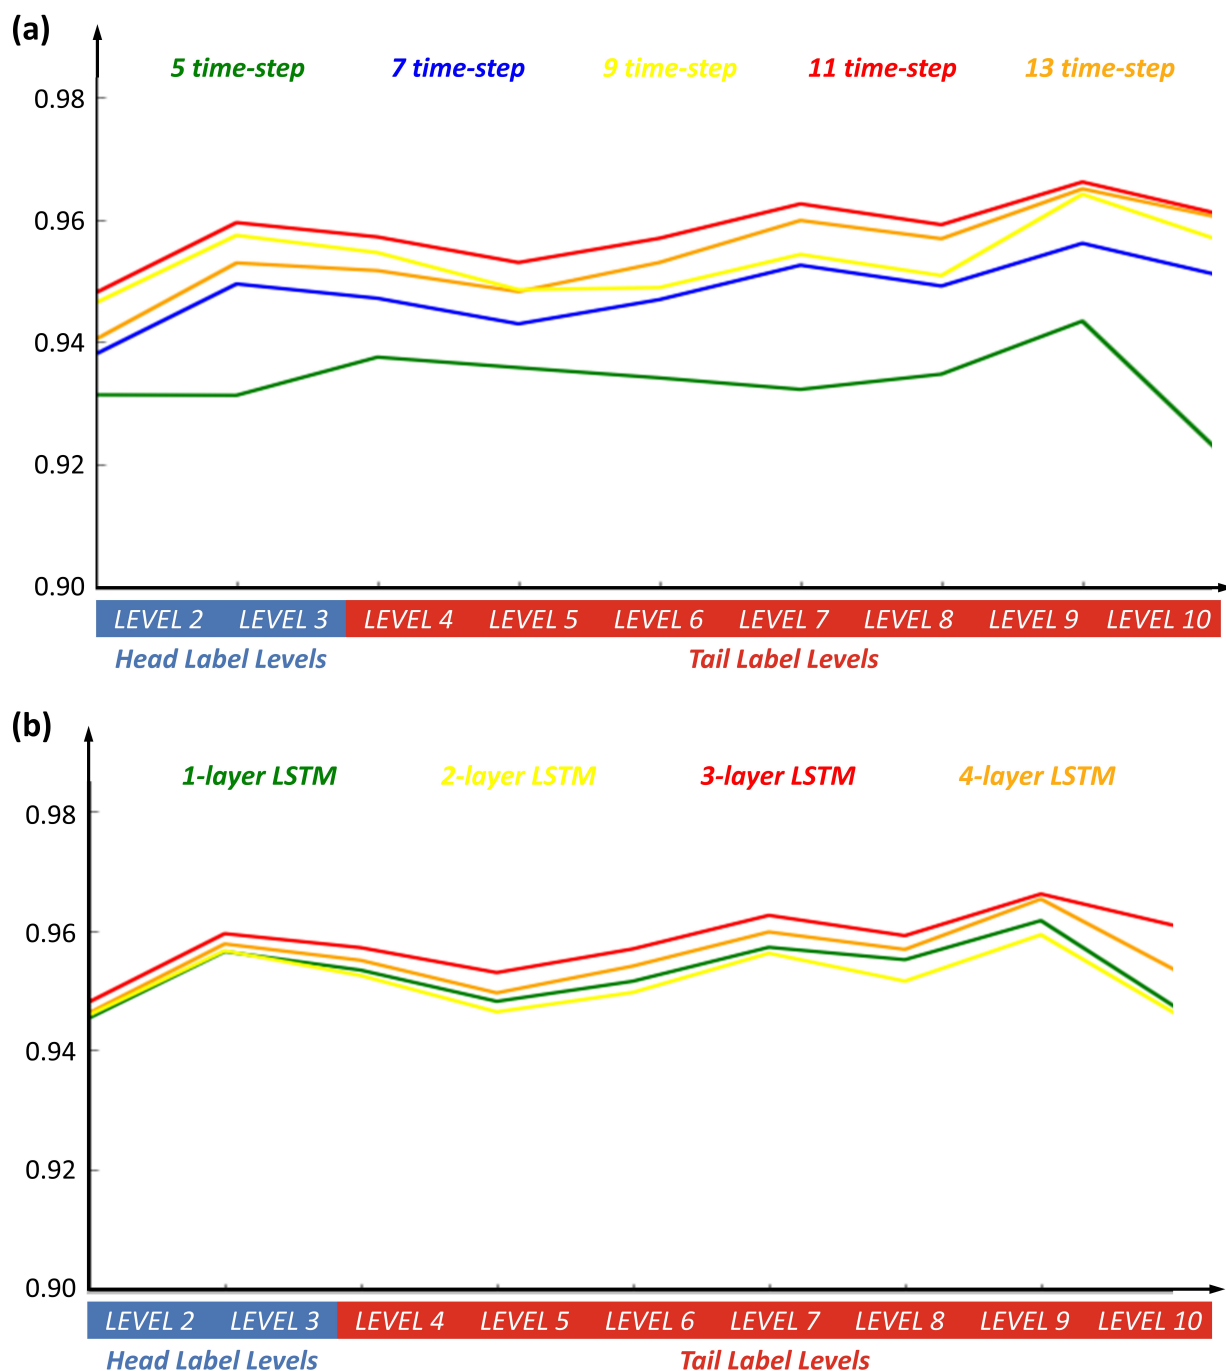 (a)
5 time-step 7 time-step 9 time-step 11 time-step 13 time-step
0.98
0.96
0.94
0.92
0.90
LEVEL 2 LEVEL 3 LEVEL 4 LEVEL 5 LEVEL 6 LEVEL 7 LEVEL 8 LEVEL 9 LEVEL 10
Head Label Levels Tail Label Levels
(b)
1-layer LSTM 2-layer LSTM 3-layer LSTM 4-layer LSTM
0.98
0.96
0.94
0.92
0.90
LEVEL 2 LEVEL 3 LEVEL 4 LEVEL 5 LEVEL 6 LEVEL 7 LEVEL 8 LEVEL 9 LEVEL 10
Head Label Levels Tail Label Levels